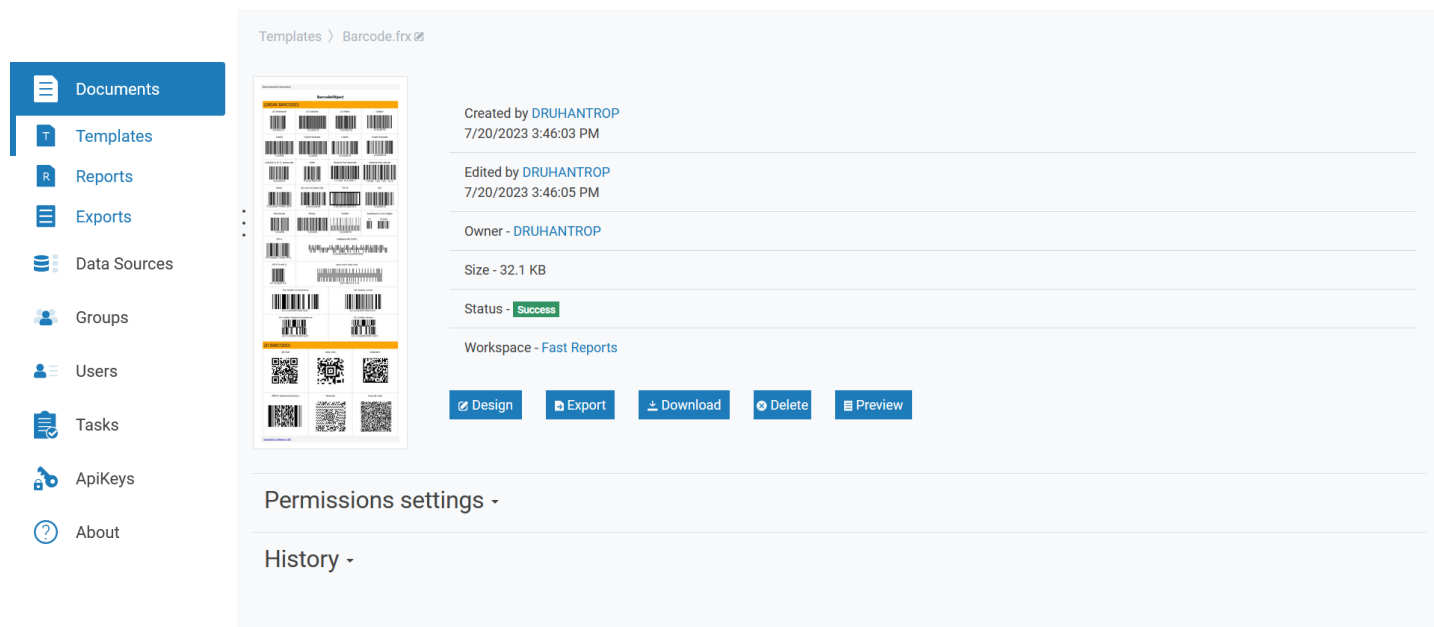 Templates 〉 Barcode.frx
Documents
Templates
Reports
Exports
Data Sources
Groups
Users
Tasks
ApiKeys
About
BarcodeObject
LINEAR BARCODES
2D BARCODES
Created by DRUHANTROP
7/20/2023 3:46:03 PM
Edited by DRUHANTROP
7/20/2023 3:46:05 PM
Owner - DRUHANTROP
Size - 32.1 KB
Status - Success
Workspace - Fast Reports
Design
Export
Download
Delete
Preview
Permissions settings
History